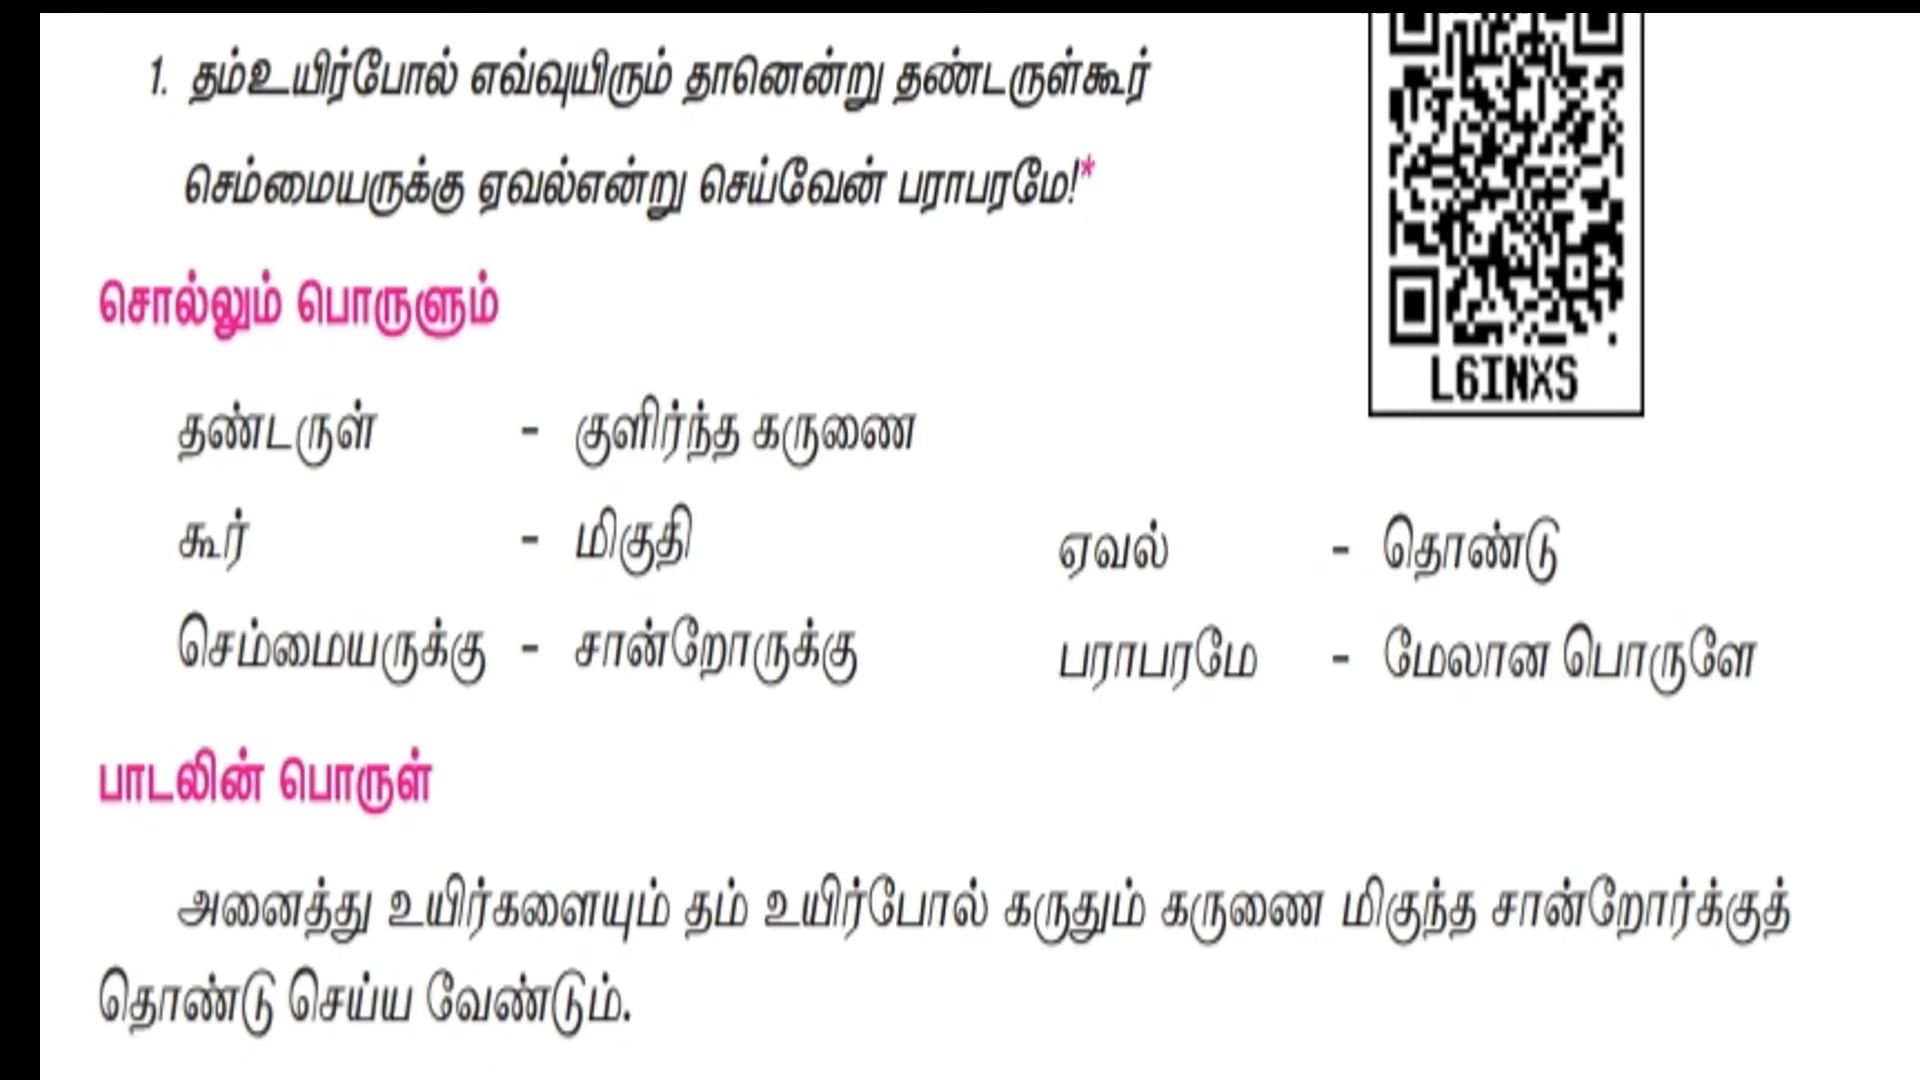 1. தம்உயிர்போல் எவ்வுயிரும் தானென்று தண்டருள்கூர்
செம்மையருக்கு ஏவல்என்று செய்வேன் பராபரமே!*
L6INXS
சொல்லும் பொருளும்
தண்டருள் - குளிர்ந்த கருணை
கூர் - மிகுதி
செம்மையருக்கு - சான்றோருக்கு
ஏவல் - தொண்டு
பராபரமே - மேலான பொருளே
பாடலின் பொருள்
அனைத்து உயிர்களையும் தம் உயிர்போல் கருதும் கருணை மிகுந்த சான்றோர்க்குத்
தொண்டு செய்ய வேண்டும்.